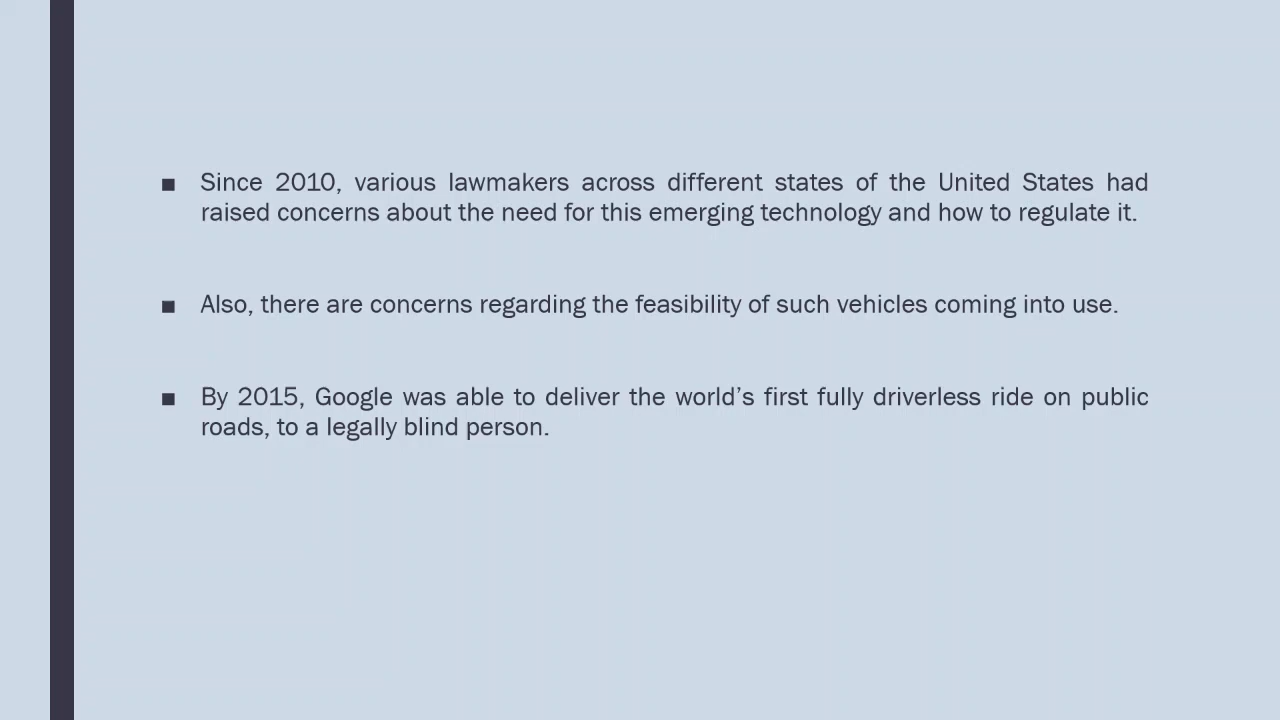 ■ Since 2010, various lawmakers across different states of the United States had
raised concerns about the need for this emerging technology and how to regulate it.
■ Also, there are concerns regarding the feasibility of such vehicles coming into use.
■ By 2015, Google was able to deliver the world’s first fully driverless ride on public
roads, to a legally blind person.